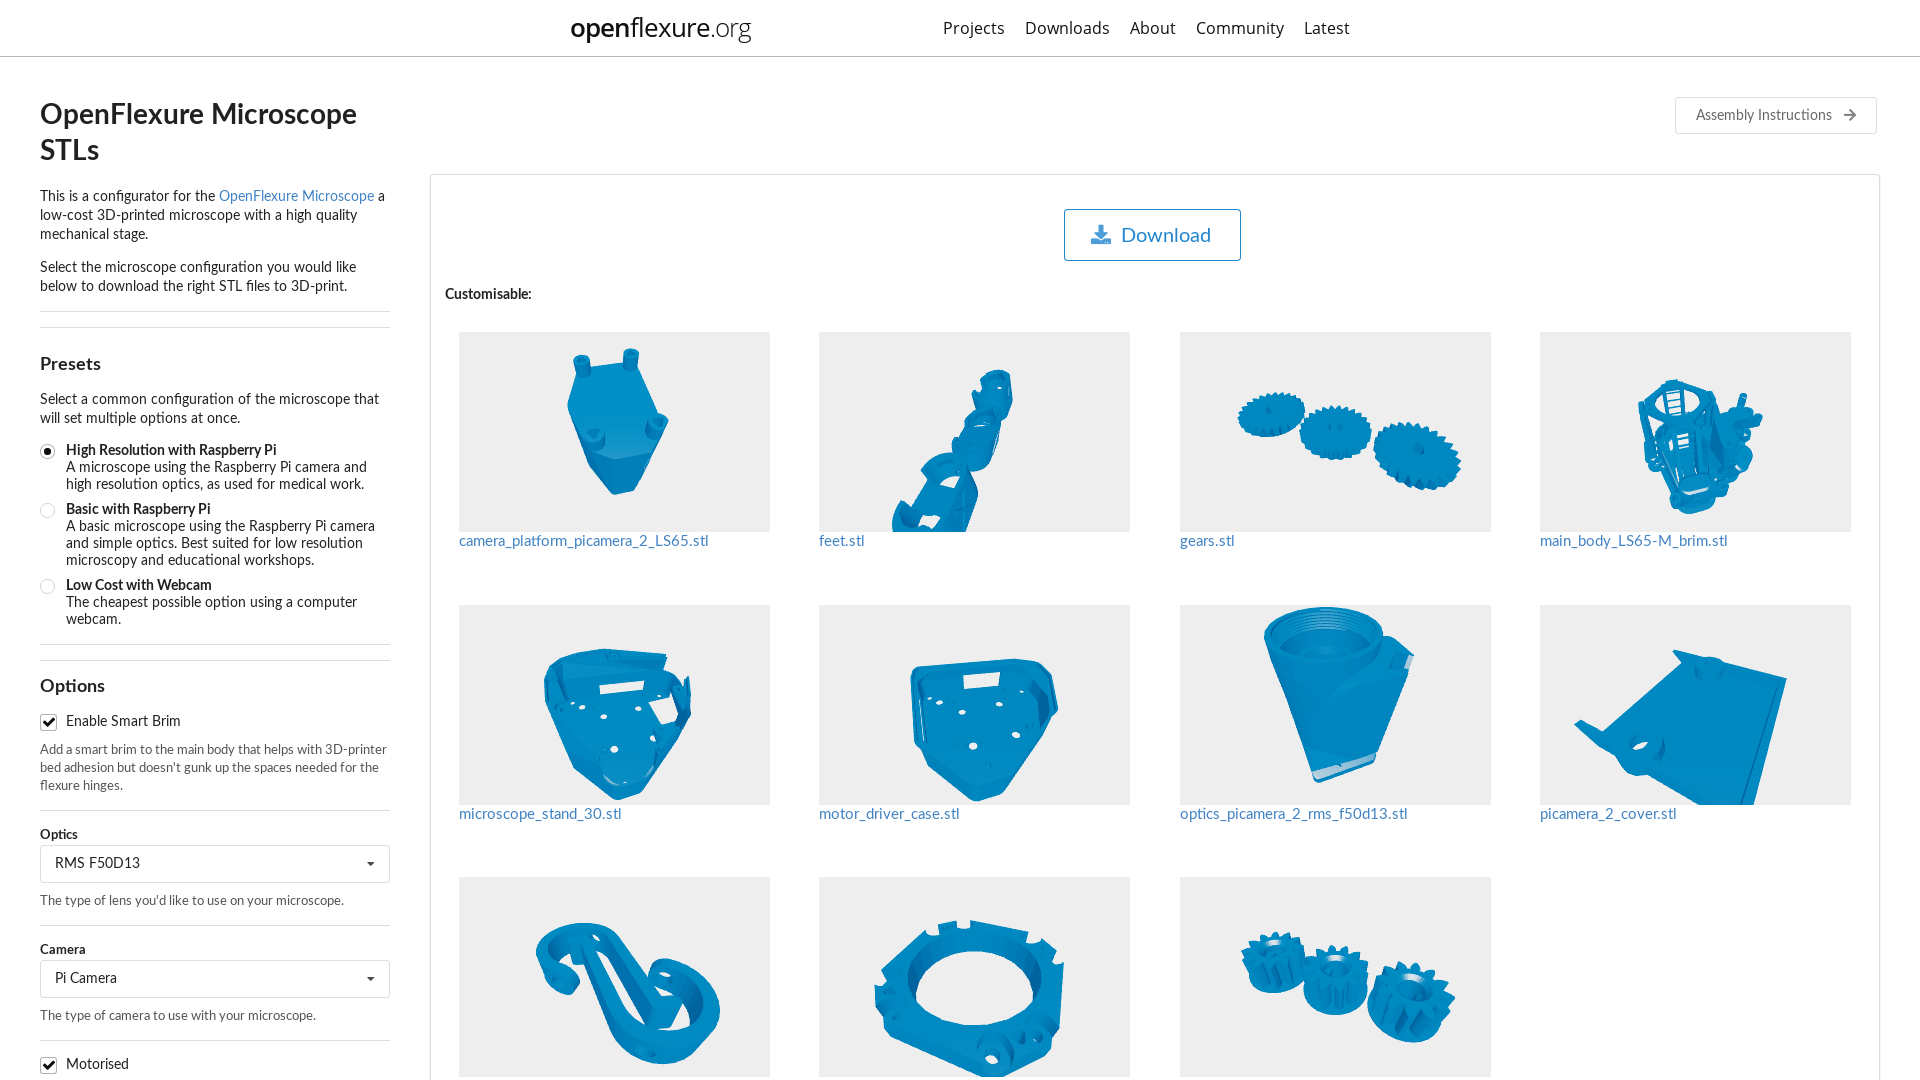 openflexure.org
Projects
Downloads
About
Community
Latest
OpenFlexure Microscope
STLs
This is a configurator for the OpenFlexure Microscope a
low-cost 3D-printed microscope with a high quality
mechanical stage.
Select the microscope configuration you would like
below to download the right STL files to 3D-print.
Presets
Select a common configuration of the microscope that
will set multiple options at once.
High Resolution with Raspberry Pi
A microscope using the Raspberry Pi camera and
high resolution optics, as used for medical work.
Basic with Raspberry Pi
A basic microscope using the Raspberry Pi camera
and simple optics. Best suited for low resolution
microscopy and educational workshops.
Low Cost with Webcam
The cheapest possible option using a computer
webcam.
Options
Enable Smart Brim
Add a smart brim to the main body that helps with 3D-printer
bed adhesion but doesn't gunk up the spaces needed for the
flexure hinges.
Optics
RMS F50D13
The type of lens you'd like to use on your microscope.
Camera
Pi Camera
The type of camera to use with your microscope.
Motorised
Assembly Instructions
Download
Customisable:
camera_platform_picamera_2_LS65.stl
feet.stl
gears.stl
main_body_LS65-M_brim.stl
microscope_stand_30.stl
motor_driver_case.stl
optics_picamera_2_rms_f50d13.stl
picamera_2_cover.stl